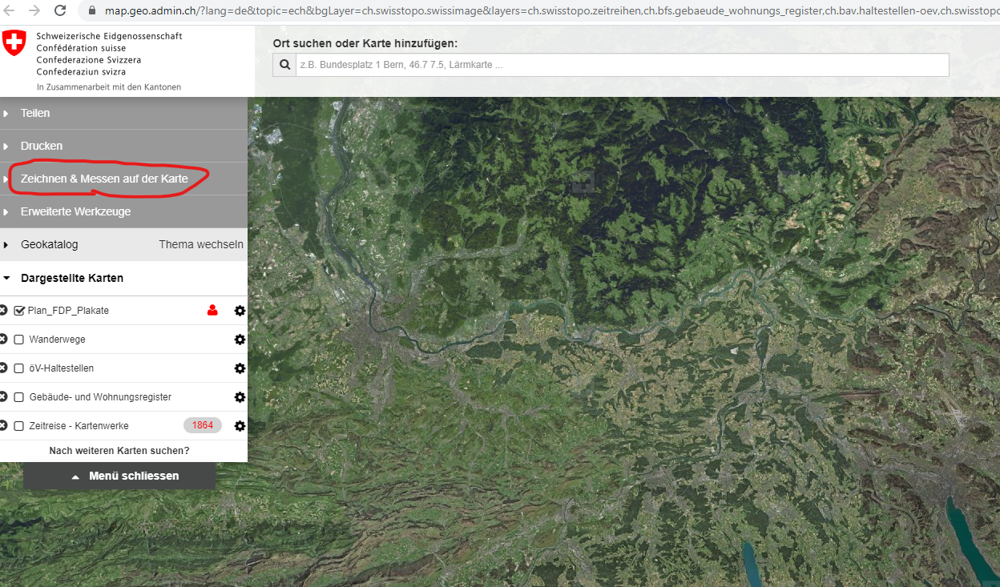 map.geo.admin.ch/?lang=de&topic=ech&bgLayer=ch.swisstopo.swissimage&layers=ch.swisstopo.zeitreihen,ch.bfs.gebaeude_wohnungs_register,ch.bav.haltestellen-oev,ch.swisstopo
Schweizerische Eidgenossenschaft
Confédération suisse
Confederazione Svizzera
Confederaziun svizra
In Zusammenarbeit mit den Kantonen
Ort suchen oder Karte hinzufügen:
z.B. Bundesplatz 1 Bern, 46.7 7.5, Lärmkarte ...
Teilen
Drucken
Zeichnen & Messen auf der Karte
Erweiterte Werkzeuge
Geokatalog Thema wechseln
Dargestellte Karten
Plan_FDP_Plakate
Wanderwege
öV-Haltestellen
Gebäude- und Wohnungsregister
Zeitreise - Kartenwerke 1864
Nach weiteren Karten suchen?
Menü schliessen